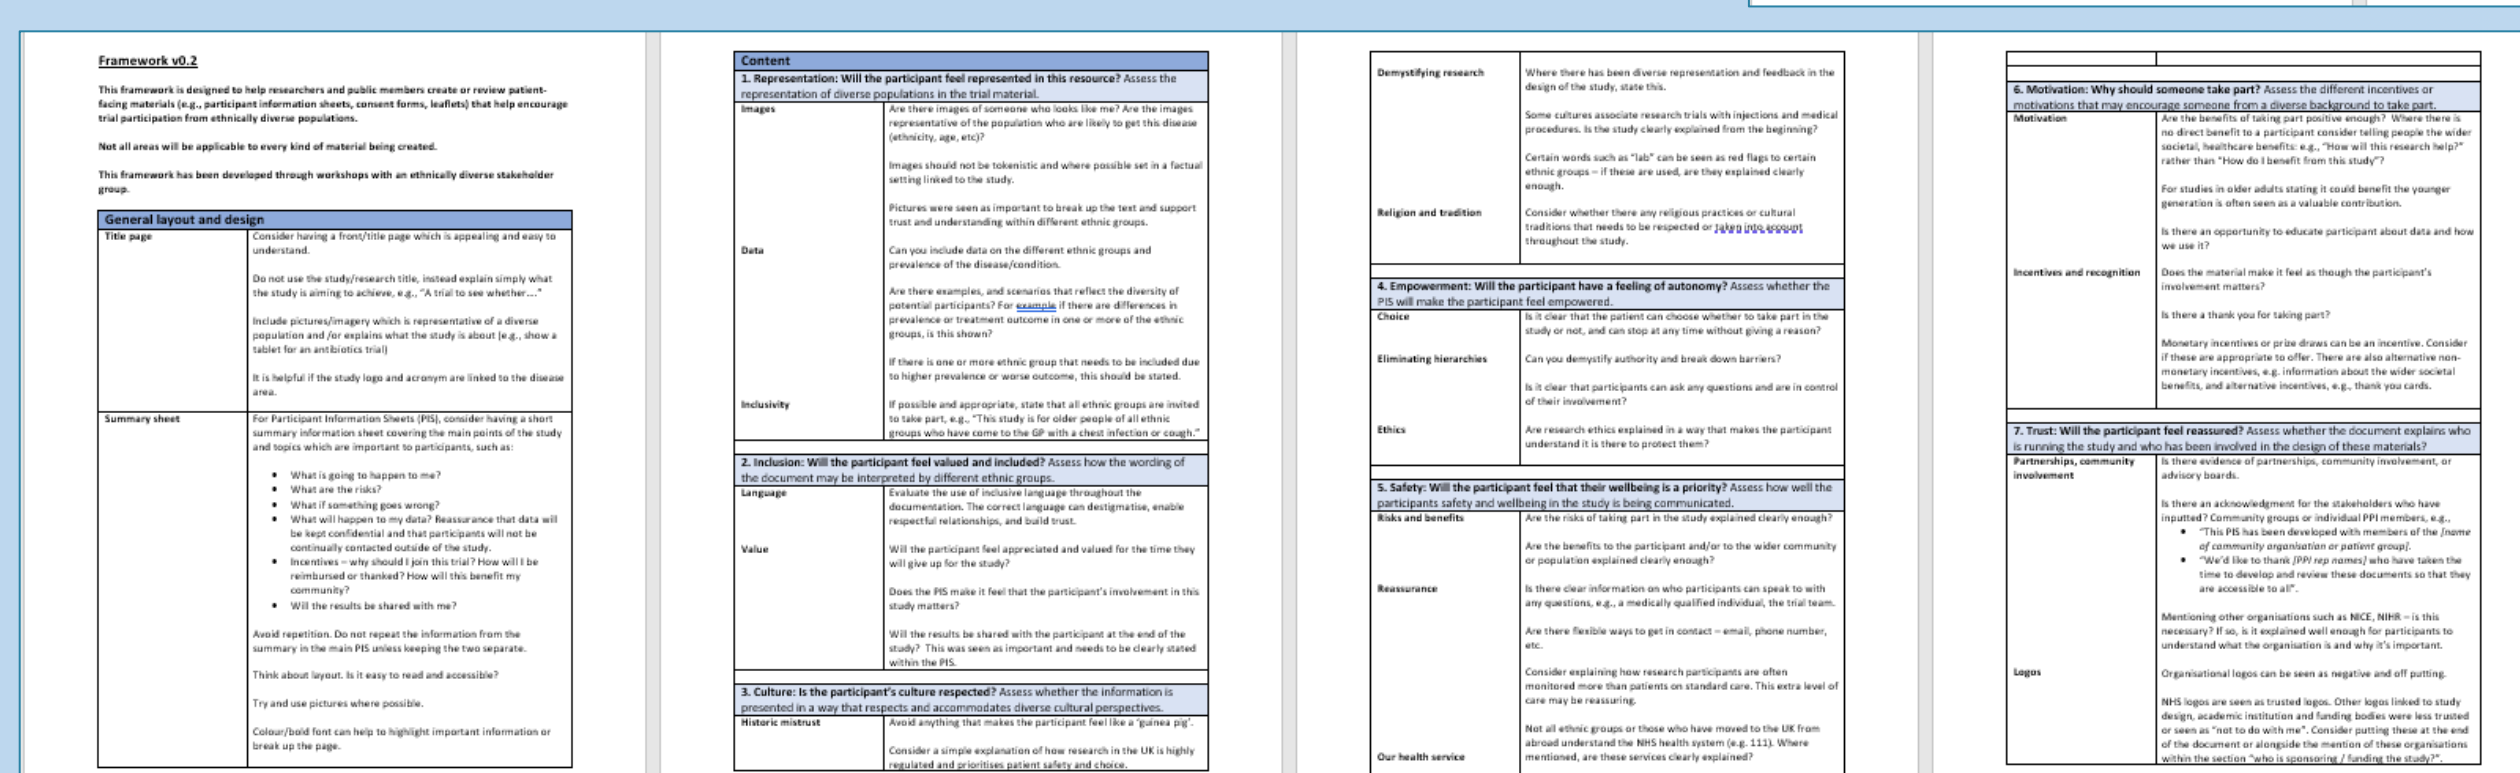 Framework v0.2
This framework is designed to help researchers and public members create or review patient-
facing materials (e.g., participant information sheets, consent forms, leaflets) that help encourage
trial participation from ethnically diverse populations.
Not all areas will be applicable to every kind of material being created.
This framework has been developed through workshops with an ethnically diverse stakeholder
group.
General layout and design
Title page
Consider having a front/title page which is appealing and easy to
understand.
Do not use the study/research title, instead explain simply what
the study is aiming to achieve, e.g., “A trial to see whether…”
Include pictures/imagery which is representative of a diverse
population and /or explains what the study is about (e.g., show a
tablet for an antibiotics trial)
It is helpful if the study logo and acronym are linked to the disease
area.
Summary sheet
For Participant Information Sheets (PIS), consider having a short
summary information sheet covering the main points of the study
and topics which are important to participants, such as:
• What is going to happen to me?
• What are the risks?
• What if something goes wrong?
• What will happen to my data? Reassurance that data will
be kept confidential and that participants will not be
continually contacted outside of the study.
• Incentives – why should I join this trial? How will I be
reimbursed or thanked? How will this benefit my
community?
• Will the results be shared with me?
Avoid repetition. Do not repeat the information from the
summary in the main PIS unless keeping the two separate.
Think about layout. Is it easy to read and accessible?
Try and use pictures where possible.
Colour/bold font can help to highlight important information or
break up the page.
Content
1. Representation: Will the participant feel represented in this resource? Assess the
representation of diverse populations in the trial material.
Images
Are there images of someone who looks like me? Are the images
representative of the population who are likely to get this disease
(ethnicity, age, etc)?
Images should not be tokenistic and where possible set in a factual
setting linked to the study.
Pictures were seen as important to break up the text and support
trust and understanding within different ethnic groups.
Data
Can you include data on the different ethnic groups and
prevalence of the disease/condition.
Are there examples, and scenarios that reflect the diversity of
potential participants? For example if there are differences in
prevalence or treatment outcome in one or more of the ethnic
groups, is this shown?
If there is one or more ethnic group that needs to be included due
to higher prevalence or worse outcome, this should be stated.
Inclusivity
If possible and appropriate, state that all ethnic groups are invited
to take part, e.g., “This study is for older people of all ethnic
groups who have come to the GP with a chest infection or cough.”
2. Inclusion: Will the participant feel valued and included? Assess how the wording of
the document may be interpreted by different ethnic groups.
Language
Evaluate the use of inclusive language throughout the
documentation. The correct language can destigmatise, enable
respectful relationships, and build trust.
Value
Will the participant feel appreciated and valued for the time they
will give up for the study?
Does the PIS make it feel that the participant’s involvement in this
study matters?
Will the results be shared with the participant at the end of the
study?  This was seen as important and needs to be clearly stated
within the PIS.
3. Culture: Is the participant’s culture respected? Assess whether the information is
presented in a way that respects and accommodates diverse cultural perspectives.
Historic mistrust
Avoid anything that makes the participant feel like a ‘guinea pig’.
Consider a simple explanation of how research in the UK is highly
regulated and prioritises patient safety and choice.
Demystifying research
Where there has been diverse representation and feedback in the
design of the study, state this.
Some cultures associate research trials with injections and medical
procedures. Is the study clearly explained from the beginning?
Certain words such as “lab” can be seen as red flags to certain
ethnic groups – if these are used, are they explained clearly
enough.
Religion and tradition
Consider whether there any religious practices or cultural
traditions that needs to be respected or taken into account
throughout the study.
4. Empowerment: Will the participant have a feeling of autonomy? Assess whether the
PIS will make the participant feel empowered.
Choice
Is it clear that the patient can choose whether to take part in the
study or not, and can stop at any time without giving a reason?
Eliminating hierarchies
Can you demystify authority and break down barriers?
Is it clear that participants can ask any questions and are in control
of their involvement?
Ethics
Are research ethics explained in a way that makes the participant
understand it is there to protect them?
5. Safety: Will the participant feel that their wellbeing is a priority? Assess how well the
participants safety and wellbeing in the study is being communicated.
Risks and benefits
Are the risks of taking part in the study explained clearly enough?
Are the benefits to the participant and/or to the wider community
or population explained clearly enough?
Reassurance
Is there clear information on who participants can speak to with
any questions, e.g., a medically qualified individual, the trial team.
Are there flexible ways to get in contact – email, phone number,
etc.
Consider explaining how research participants are often
monitored more than patients on standard care. This extra level of
care may be reassuring.
Not all ethnic groups or those who have moved to the UK from
abroad understand the NHS health system (e.g. 111). Where
Our health service
mentioned, are these services clearly explained?
6. Motivation: Why should someone take part? Assess the different incentives or
motivations that may encourage someone from a diverse background to take part.
Motivation
Are the benefits of taking part positive enough?  Where there is
no direct benefit to a participant consider telling people the wider
societal, healthcare benefits: e.g., “How will this research help?”
rather than “How do I benefit from this study”?
For studies in older adults stating it could benefit the younger
generation is often seen as a valuable contribution.
Is there an opportunity to educate participant about data and how
we use it?
Incentives and recognition
Does the material make it feel as though the participant’s
involvement matters?
Is there a thank you for taking part?
Monetary incentives or prize draws can be an incentive. Consider
if these are appropriate to offer. There are also alternative non-
monetary incentives, e.g. information about the wider societal
benefits, and alternative incentives, e.g., thank you cards.
7. Trust: Will the participant feel reassured? Assess whether the document explains who
is running the study and who has been involved in the design of these materials?
Partnerships, community
involvement
Is there evidence of partnerships, community involvement, or
advisory boards.
Is there an acknowledgment for the stakeholders who have
inputted? Community groups or individual PPI members, e.g.,
• “This PIS has been developed with members of the [name
of community organisation or patient group].
• “We’d like to thank [PPI rep names] who have taken the
time to develop and review these documents so that they
are accessible to all”.
Mentioning other organisations such as NICE, NIHR – is this
necessary? If so, is it explained well enough for participants to
understand what the organisation is and why it’s important.
Logos
Organisational logos can be seen as negative and off putting.
NHS logos are seen as trusted logos. Other logos linked to study
design, academic institution and funding bodies were less trusted
or seen as “not to do with me”. Consider putting these at the end
of the document or alongside the mention of these organisations
within the section “who is sponsoring / funding the study?”.